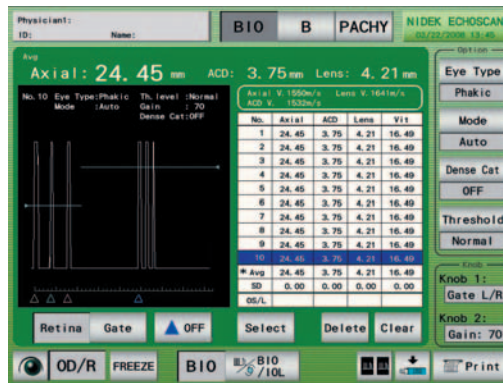 Physician1:
ID: Name:
BIO B PACHY
NIDEK ECHOSCAN
02/22/2008 13:45
Avg
Axial: 24. 45 mm ACD: 3. 75 mm Lens: 4. 21 mm
No. 10 Eye Type:Phakic Th. level :Normal
Mode :Auto Gain : 70
Dense Cat:OFF
Axial V. 1550m/s Lens V. 1641m/s
ACD V. 1532m/s
No. Axial ACD Lens Vit
1 24. 45 3. 75 4. 21 16. 49
2 24. 45 3. 75 4. 21 16. 49
3 24. 45 3. 75 4. 21 16. 49
4 24. 45 3. 75 4. 21 16. 49
5 24. 45 3. 75 4. 21 16. 49
6 24. 45 3. 75 4. 21 16. 49
7 24. 45 3. 75 4. 21 16. 49
8 24. 45 3. 75 4. 21 16. 49
9 24. 45 3. 75 4. 21 16. 49
10 24. 45 3. 75 4. 21 16. 49
* Avg 24. 45 3. 75 4. 21 16. 49
SD 0. 00 0. 00 0. 00 0. 00
OS/L
Option
Eye Type
Phakic
Mode
Auto
Dense Cat
OFF
Threshold
Normal
Knob
Knob 1:
Gate L/R
Knob 2:
Gain: 70
Retina Gate OFF Select Delete Clear
OD/R FREEZE BIO BIO/IOL Print